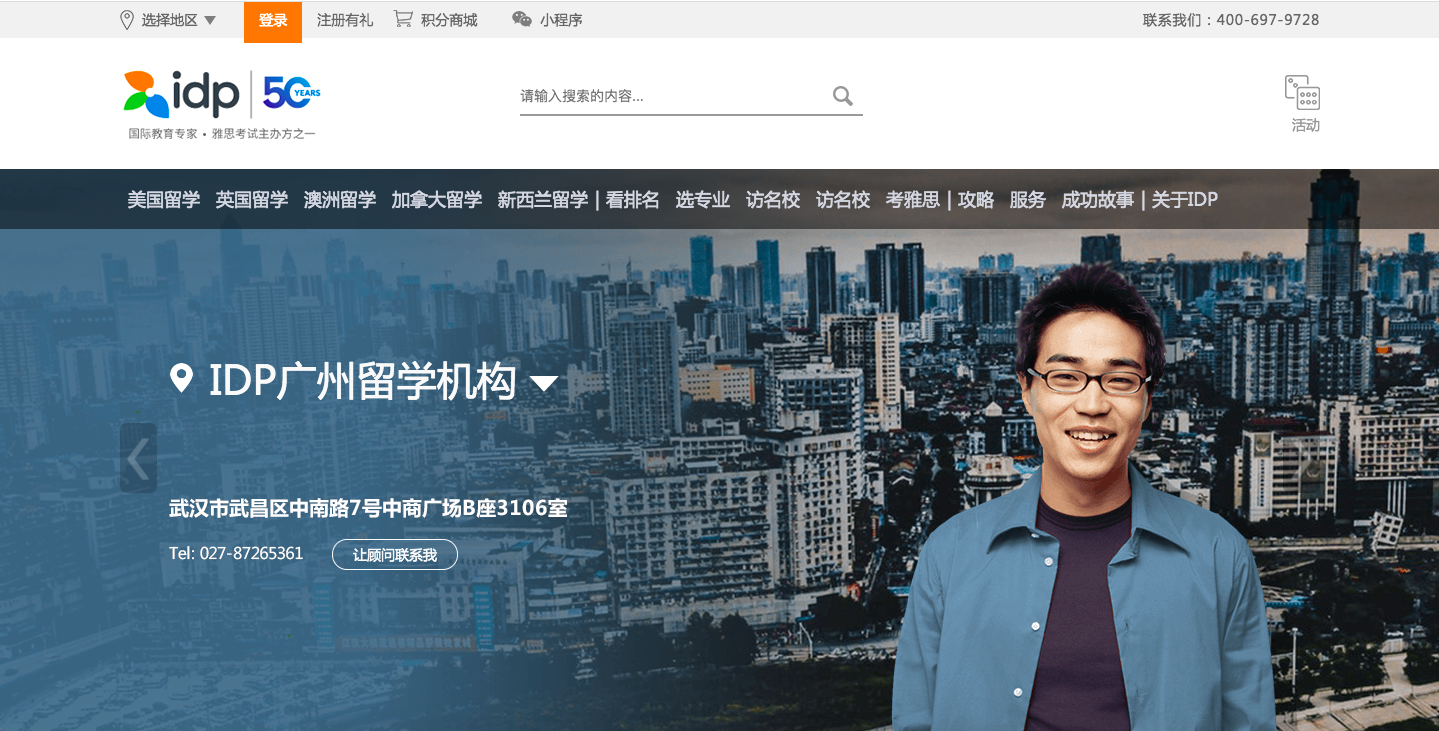 选择地区 登录 注册有礼 积分商城 小程序 联系我们：400-697-9728
idp 50 YEARS
国际教育专家 • 雅思考试主办方之一
请输入搜索的内容...
活动
美国留学 英国留学 澳洲留学 加拿大留学 新西兰留学 | 看排名 选专业 访名校 访名校 考雅思 | 攻略 服务 成功故事 | 关于IDP
IDP广州留学机构
武汉市武昌区中南路7号中商广场B座3106室
Tel: 027-87265361 让顾问联系我